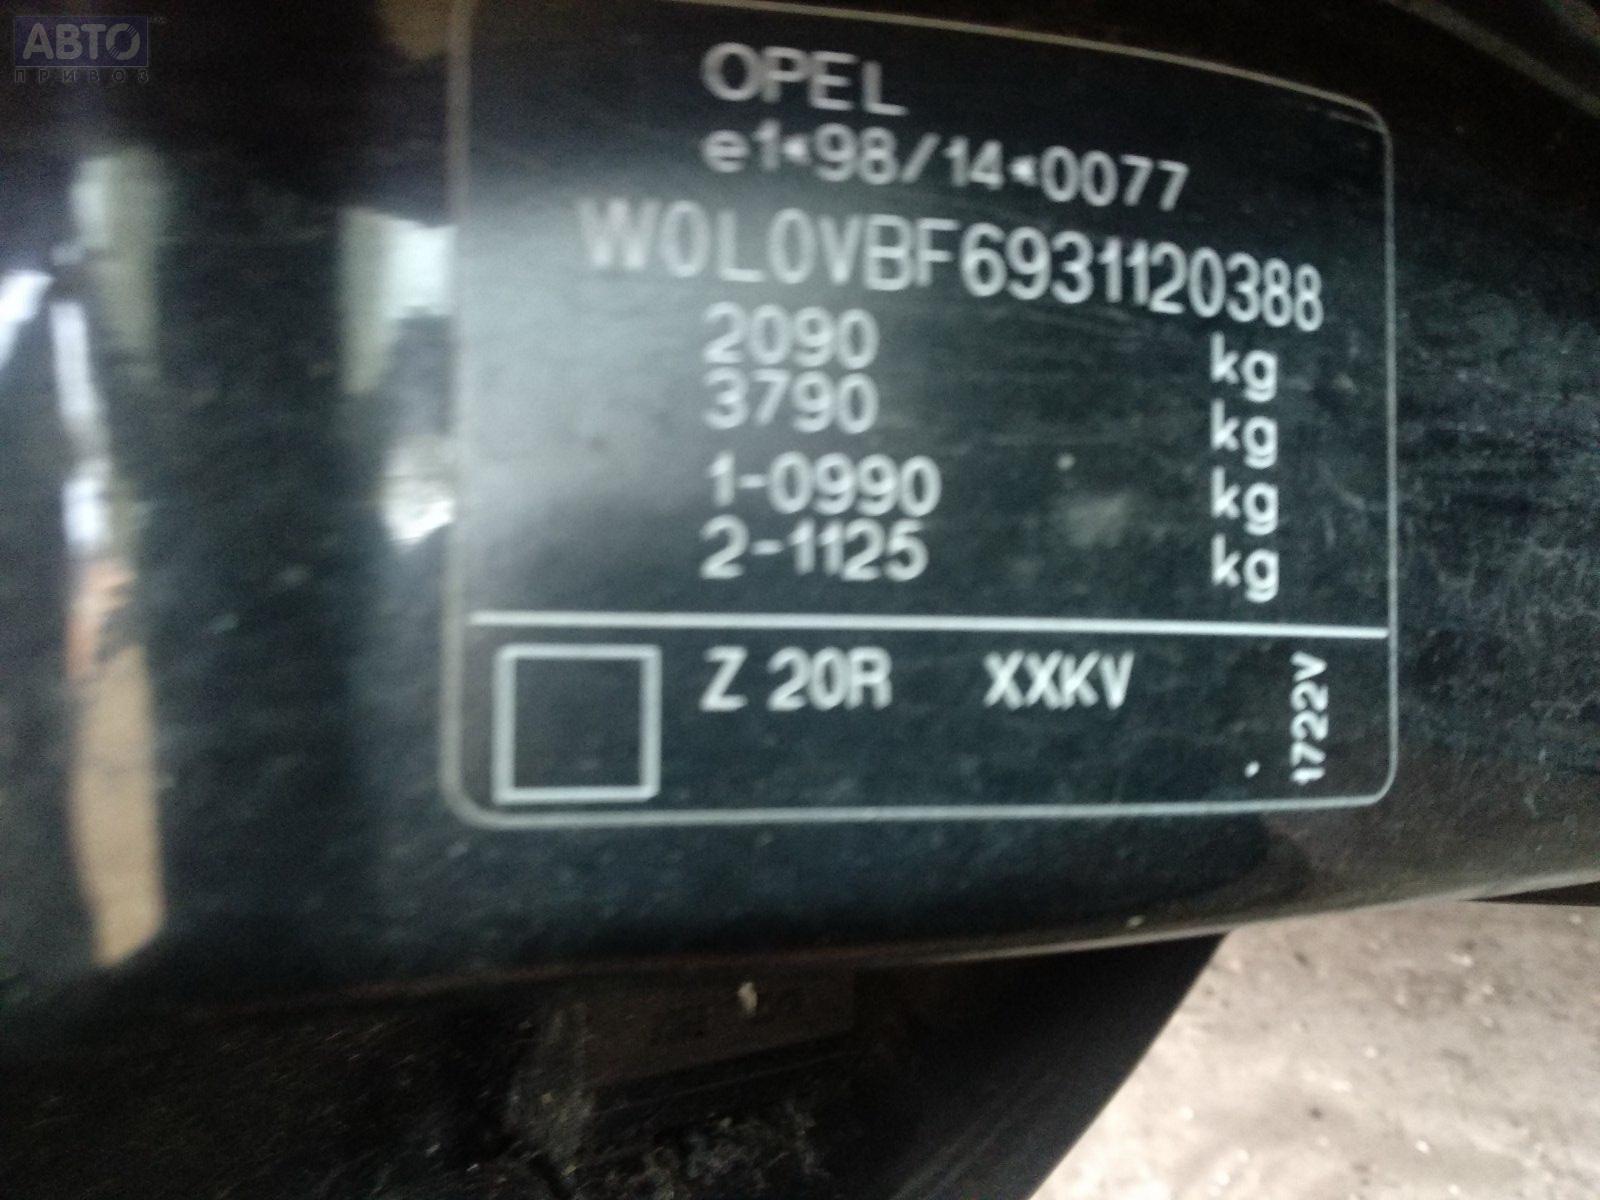 АВТО
ПРИВОЗ
OPEL
e1*98/14*0077
W0L0VBF6931120388
2090 kg
3790 kg
1-0990 kg
2-1125 kg
Z 20R XXKV
1722V